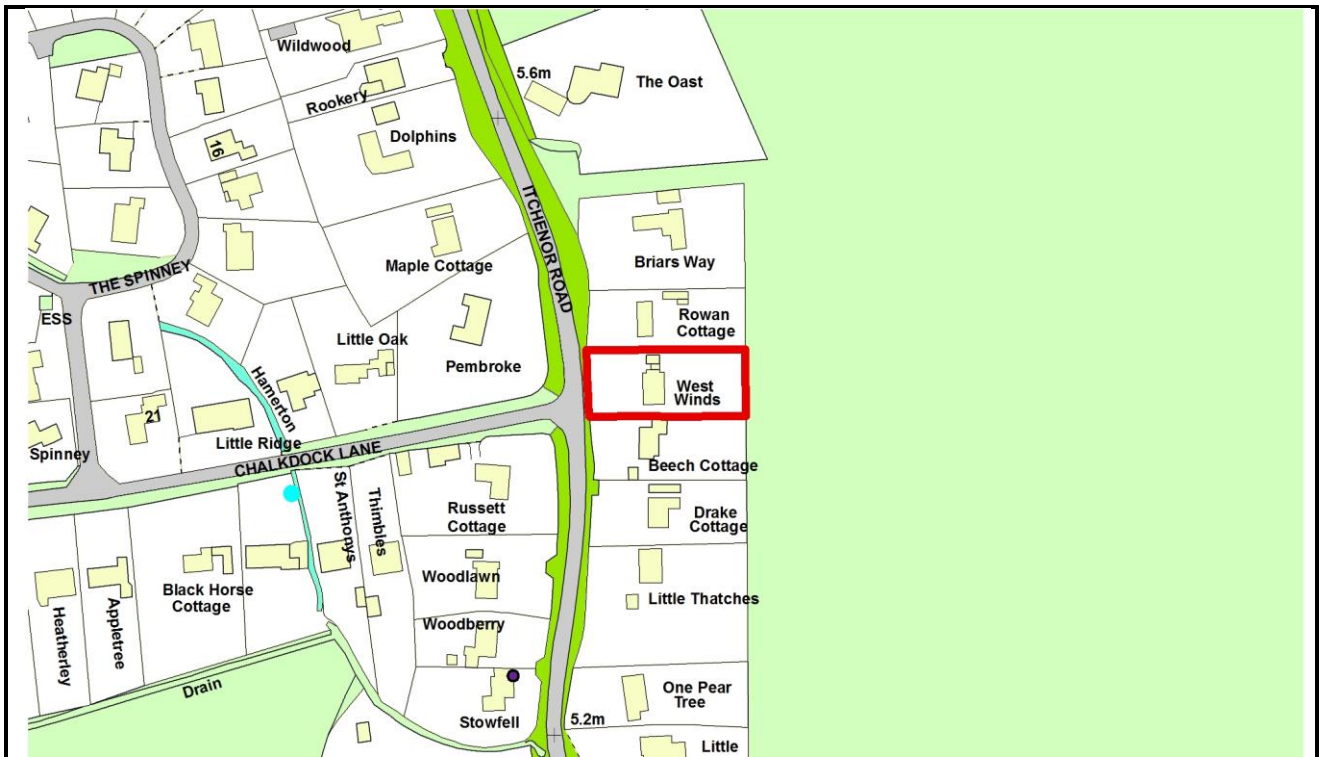 Wildwood
5.6m
The Oast
Rookery
Dolphins
16
ITCHENOR ROAD
Maple Cottage
Briars Way
THE SPINNEY
ESS
Rowan
Cottage
Little Oak
Pembroke
Hamerton
West
Winds
21
Little Ridge
Spinney
CHALKDOCK LANE
Beech Cottage
St Anthonys
Thimbles
Russett
Cottage
Drake
Cottage
Woodlawn
Black Horse
Cottage
Little Thatches
Heatherley
Appletree
Woodberry
Drain
One Pear
Tree
Stowfell
5.2m
Little